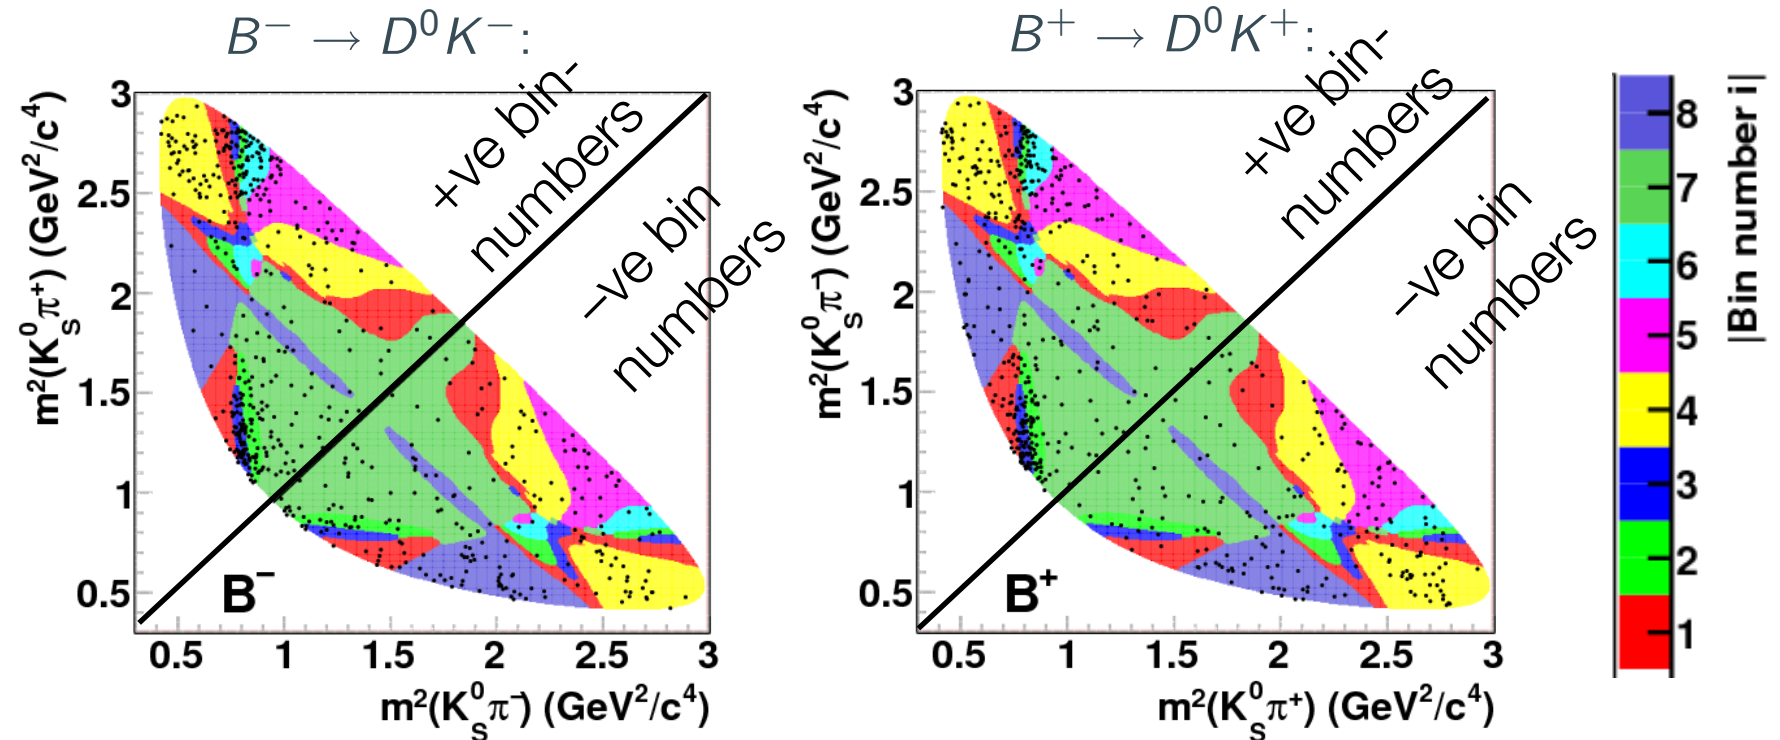 B⁻ → D⁰K⁻:
+ve bin-
numbers
−ve bin
numbers
m²(K⁰sπ⁺) (GeV²/c⁴)
3
2.5
2
1.5
1
0.5
B⁻
0.5 1 1.5 2 2.5 3
m²(K⁰sπ⁻) (GeV²/c⁴)
B⁺ → D⁰K⁺:
+ve bin-
numbers
−ve bin
numbers
m²(K⁰sπ⁻) (GeV²/c⁴)
3
2.5
2
1.5
1
0.5
B⁺
0.5 1 1.5 2 2.5 3
m²(K⁰sπ⁺) (GeV²/c⁴)
8
7
6
5
4
3
2
1
|Bin number i|